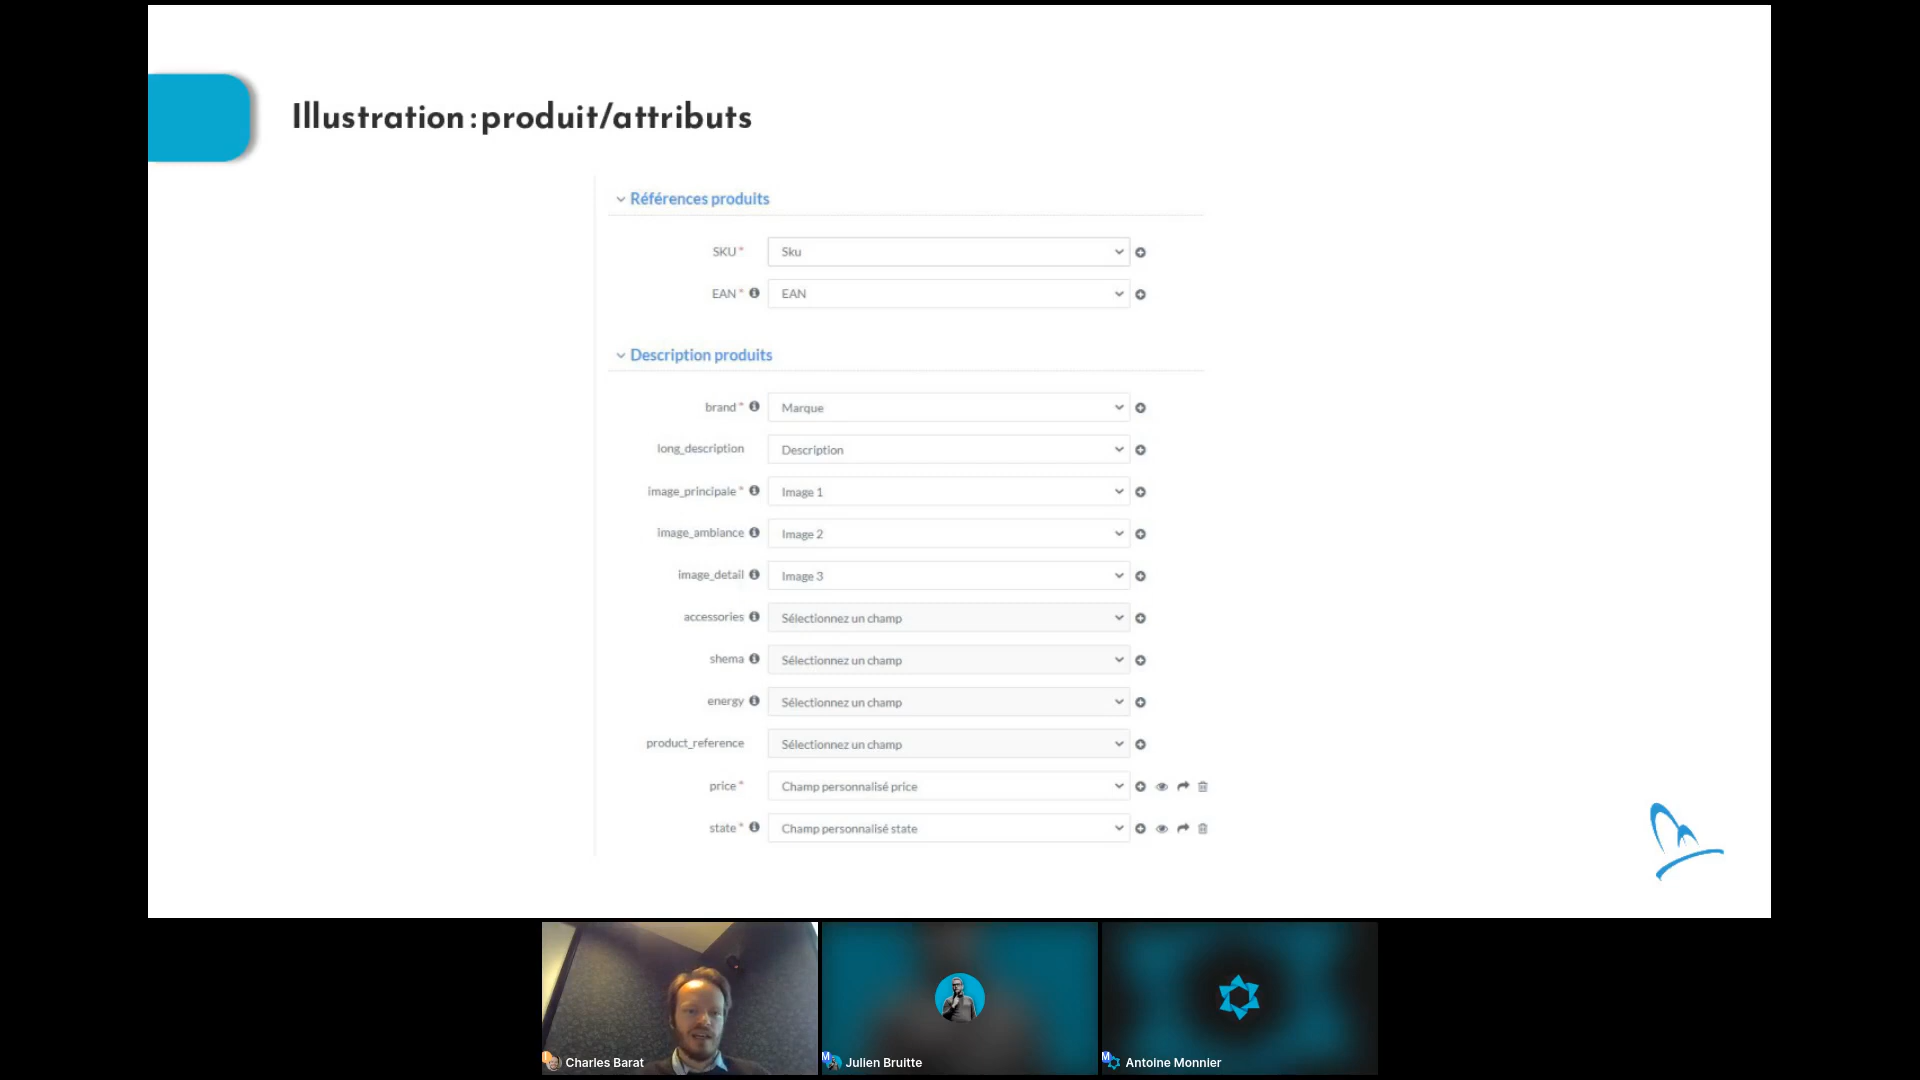 Illustration : produit/attributs
Références produits
SKU * Sku
EAN * EAN
Description produits
brand * Marque
long_description Description
image_principale * Image 1
image_ambiance Image 2
image_detail Image 3
accessories Sélectionnez un champ
shema Sélectionnez un champ
energy Sélectionnez un champ
product_reference Sélectionnez un champ
price * Champ personnalisé price
state * Champ personnalisé state
Charles Barat
M Julien Bruitte
M Antoine Monnier